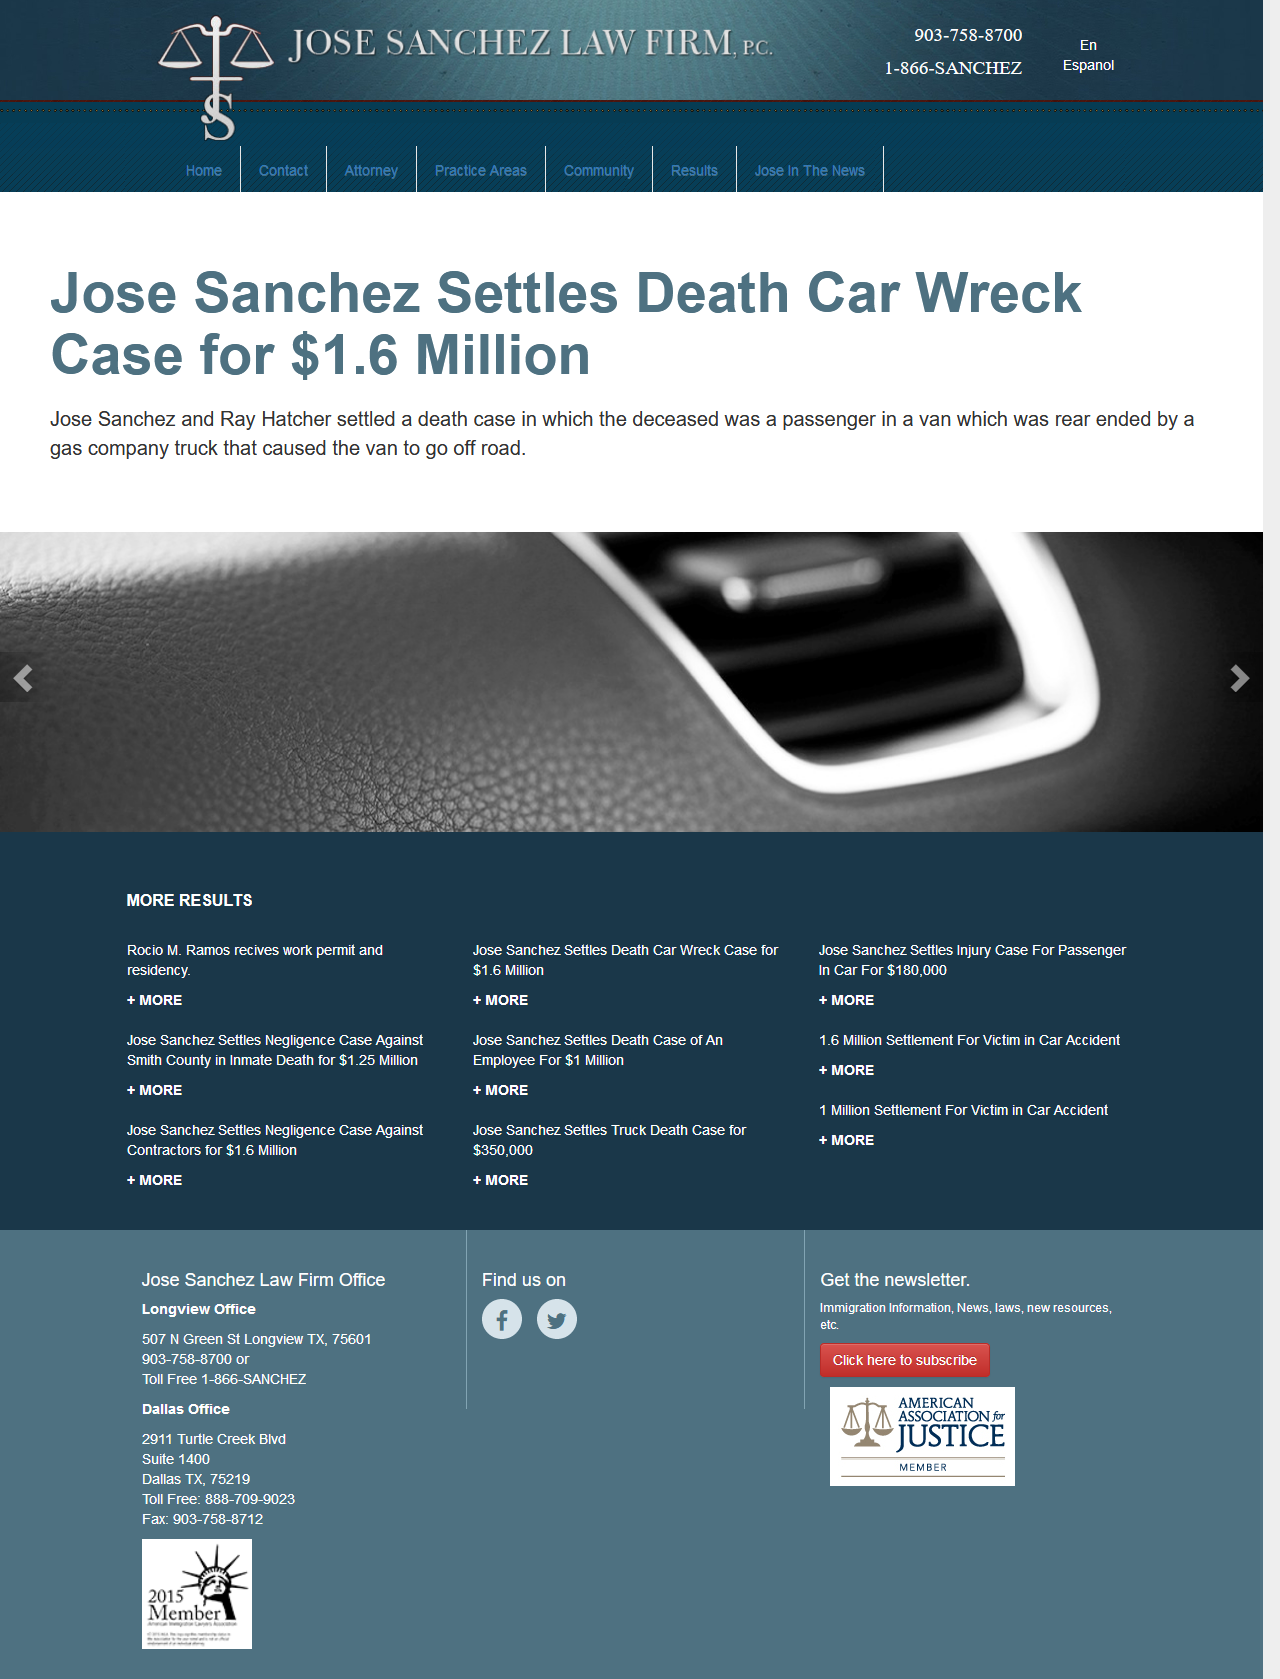 JOSE SANCHEZ LAW FIRM, P.C.
903-758-8700
1-866-SANCHEZ
En
Espanol
S
Home
Contact
Attorney
Practice Areas
Community
Results
Jose In The News
Jose Sanchez Settles Death Car Wreck
Case for $1.6 Million
Jose Sanchez and Ray Hatcher settled a death case in which the deceased was a passenger in a van which was rear ended by a
gas company truck that caused the van to go off road.
MORE RESULTS
Rocio M. Ramos recives work permit and
residency.
+ MORE
Jose Sanchez Settles Negligence Case Against
Smith County in Inmate Death for $1.25 Million
+ MORE
Jose Sanchez Settles Negligence Case Against
Contractors for $1.6 Million
+ MORE
Jose Sanchez Settles Death Car Wreck Case for
$1.6 Million
+ MORE
Jose Sanchez Settles Death Case of An
Employee For $1 Million
+ MORE
Jose Sanchez Settles Truck Death Case for
$350,000
+ MORE
Jose Sanchez Settles Injury Case For Passenger
In Car For $180,000
+ MORE
1.6 Million Settlement For Victim in Car Accident
+ MORE
1 Million Settlement For Victim in Car Accident
+ MORE
Jose Sanchez Law Firm Office
Longview Office
507 N Green St Longview TX, 75601
903-758-8700 or
Toll Free 1-866-SANCHEZ
Dallas Office
2911 Turtle Creek Blvd
Suite 1400
Dallas TX, 75219
Toll Free: 888-709-9023
Fax: 903-758-8712
2015
Member
American Immigration Lawyers Association
Find us on
Get the newsletter.
Immigration Information, News, laws, new resources,
etc.
Click here to subscribe
AMERICAN
ASSOCIATION for
JUSTICE
MEMBER